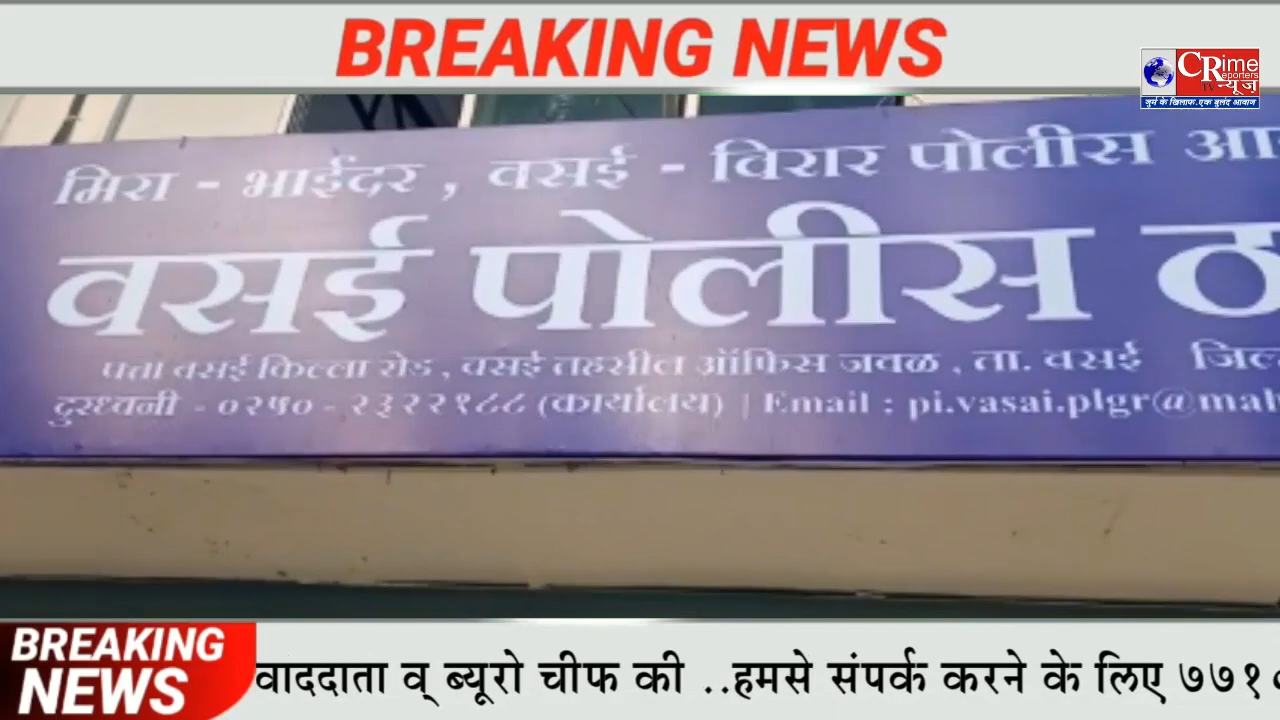 BREAKING NEWS
CRime
Reporters
TV न्यूज
जुर्म के खिलाफ.एक बुलंद आवाज
मिरा - भाईंदर , वसई - विरार पोलीस
वसई पोलीस
पत्ता वसई किल्ला रोड , वसई तहसील ऑफिस जवळ , ता. वसई
दुरध्वनी - ०२५० - २३२२१८८ (कार्यालय) | Email : pi.vasai.plgr@mah
BREAKING
NEWS
वाददाता व् ब्यूरो चीफ की ..हमसे संपर्क करने के लिए ७७१